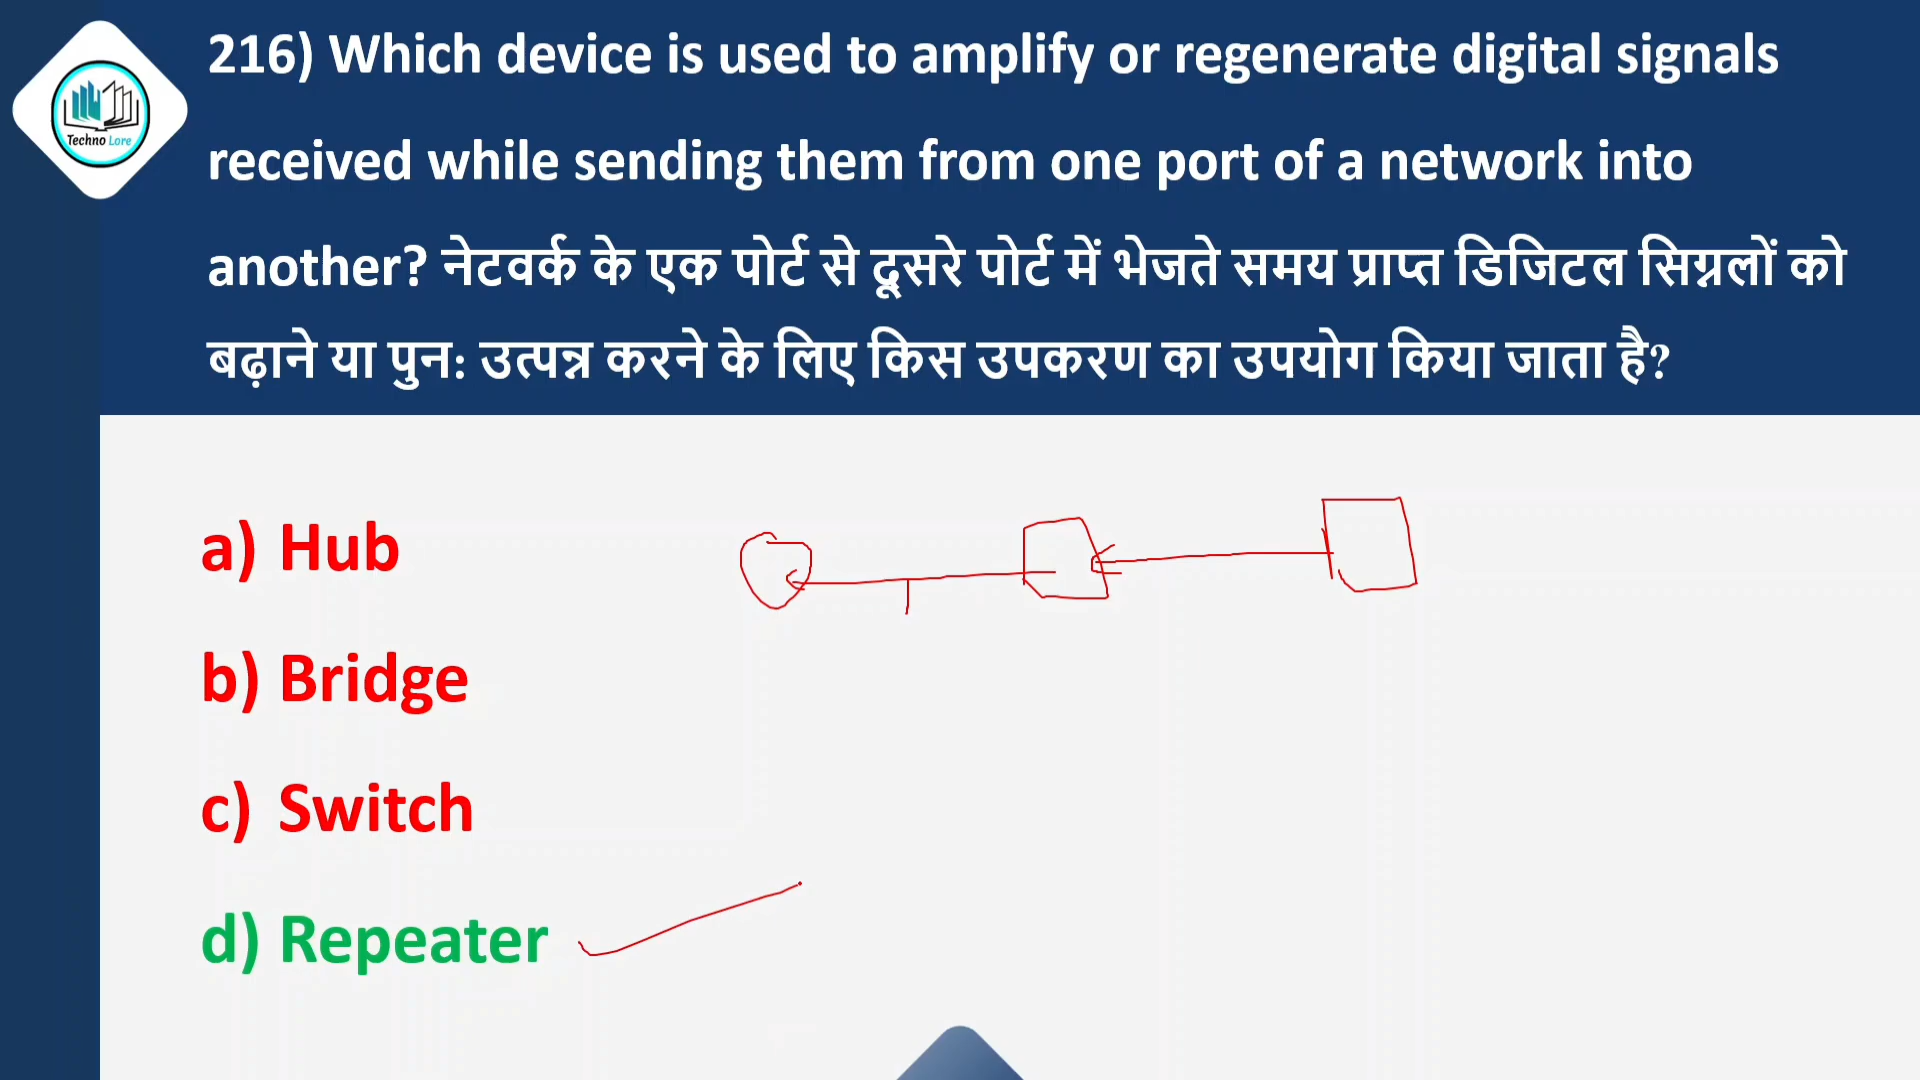 Techno Lore
216) Which device is used to amplify or regenerate digital signals
received while sending them from one port of a network into
another? नेटवर्क के एक पोर्ट से दूसरे पोर्ट में भेजते समय प्राप्त डिजिटल सिग्नलों को
बढ़ाने या पुन: उत्पन्न करने के लिए किस उपकरण का उपयोग किया जाता है?
a) Hub
b) Bridge
c) Switch
d) Repeater